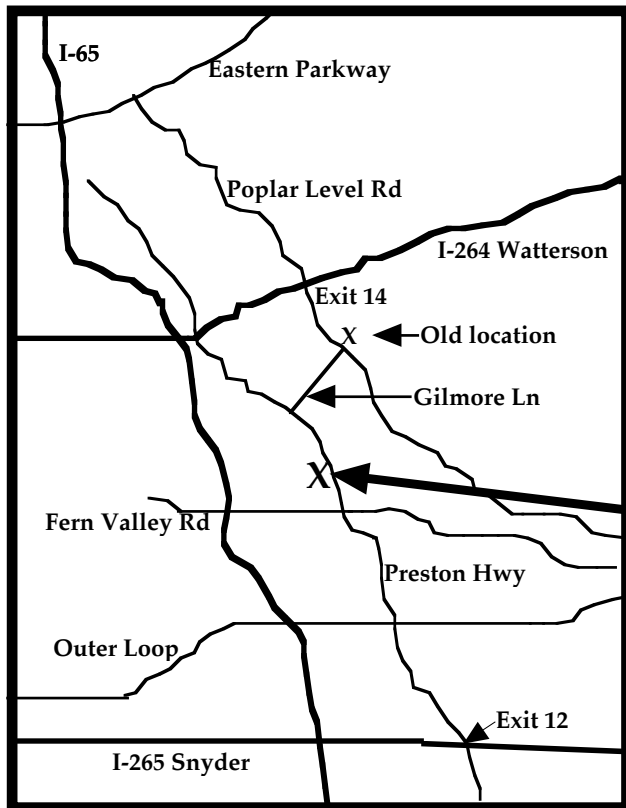 I-65
Eastern Parkway
Poplar Level Rd
I-264 Watterson
Exit 14
X
Old location
Gilmore Ln
X
Fern Valley Rd
Preston Hwy
Outer Loop
Exit 12
I-265 Snyder